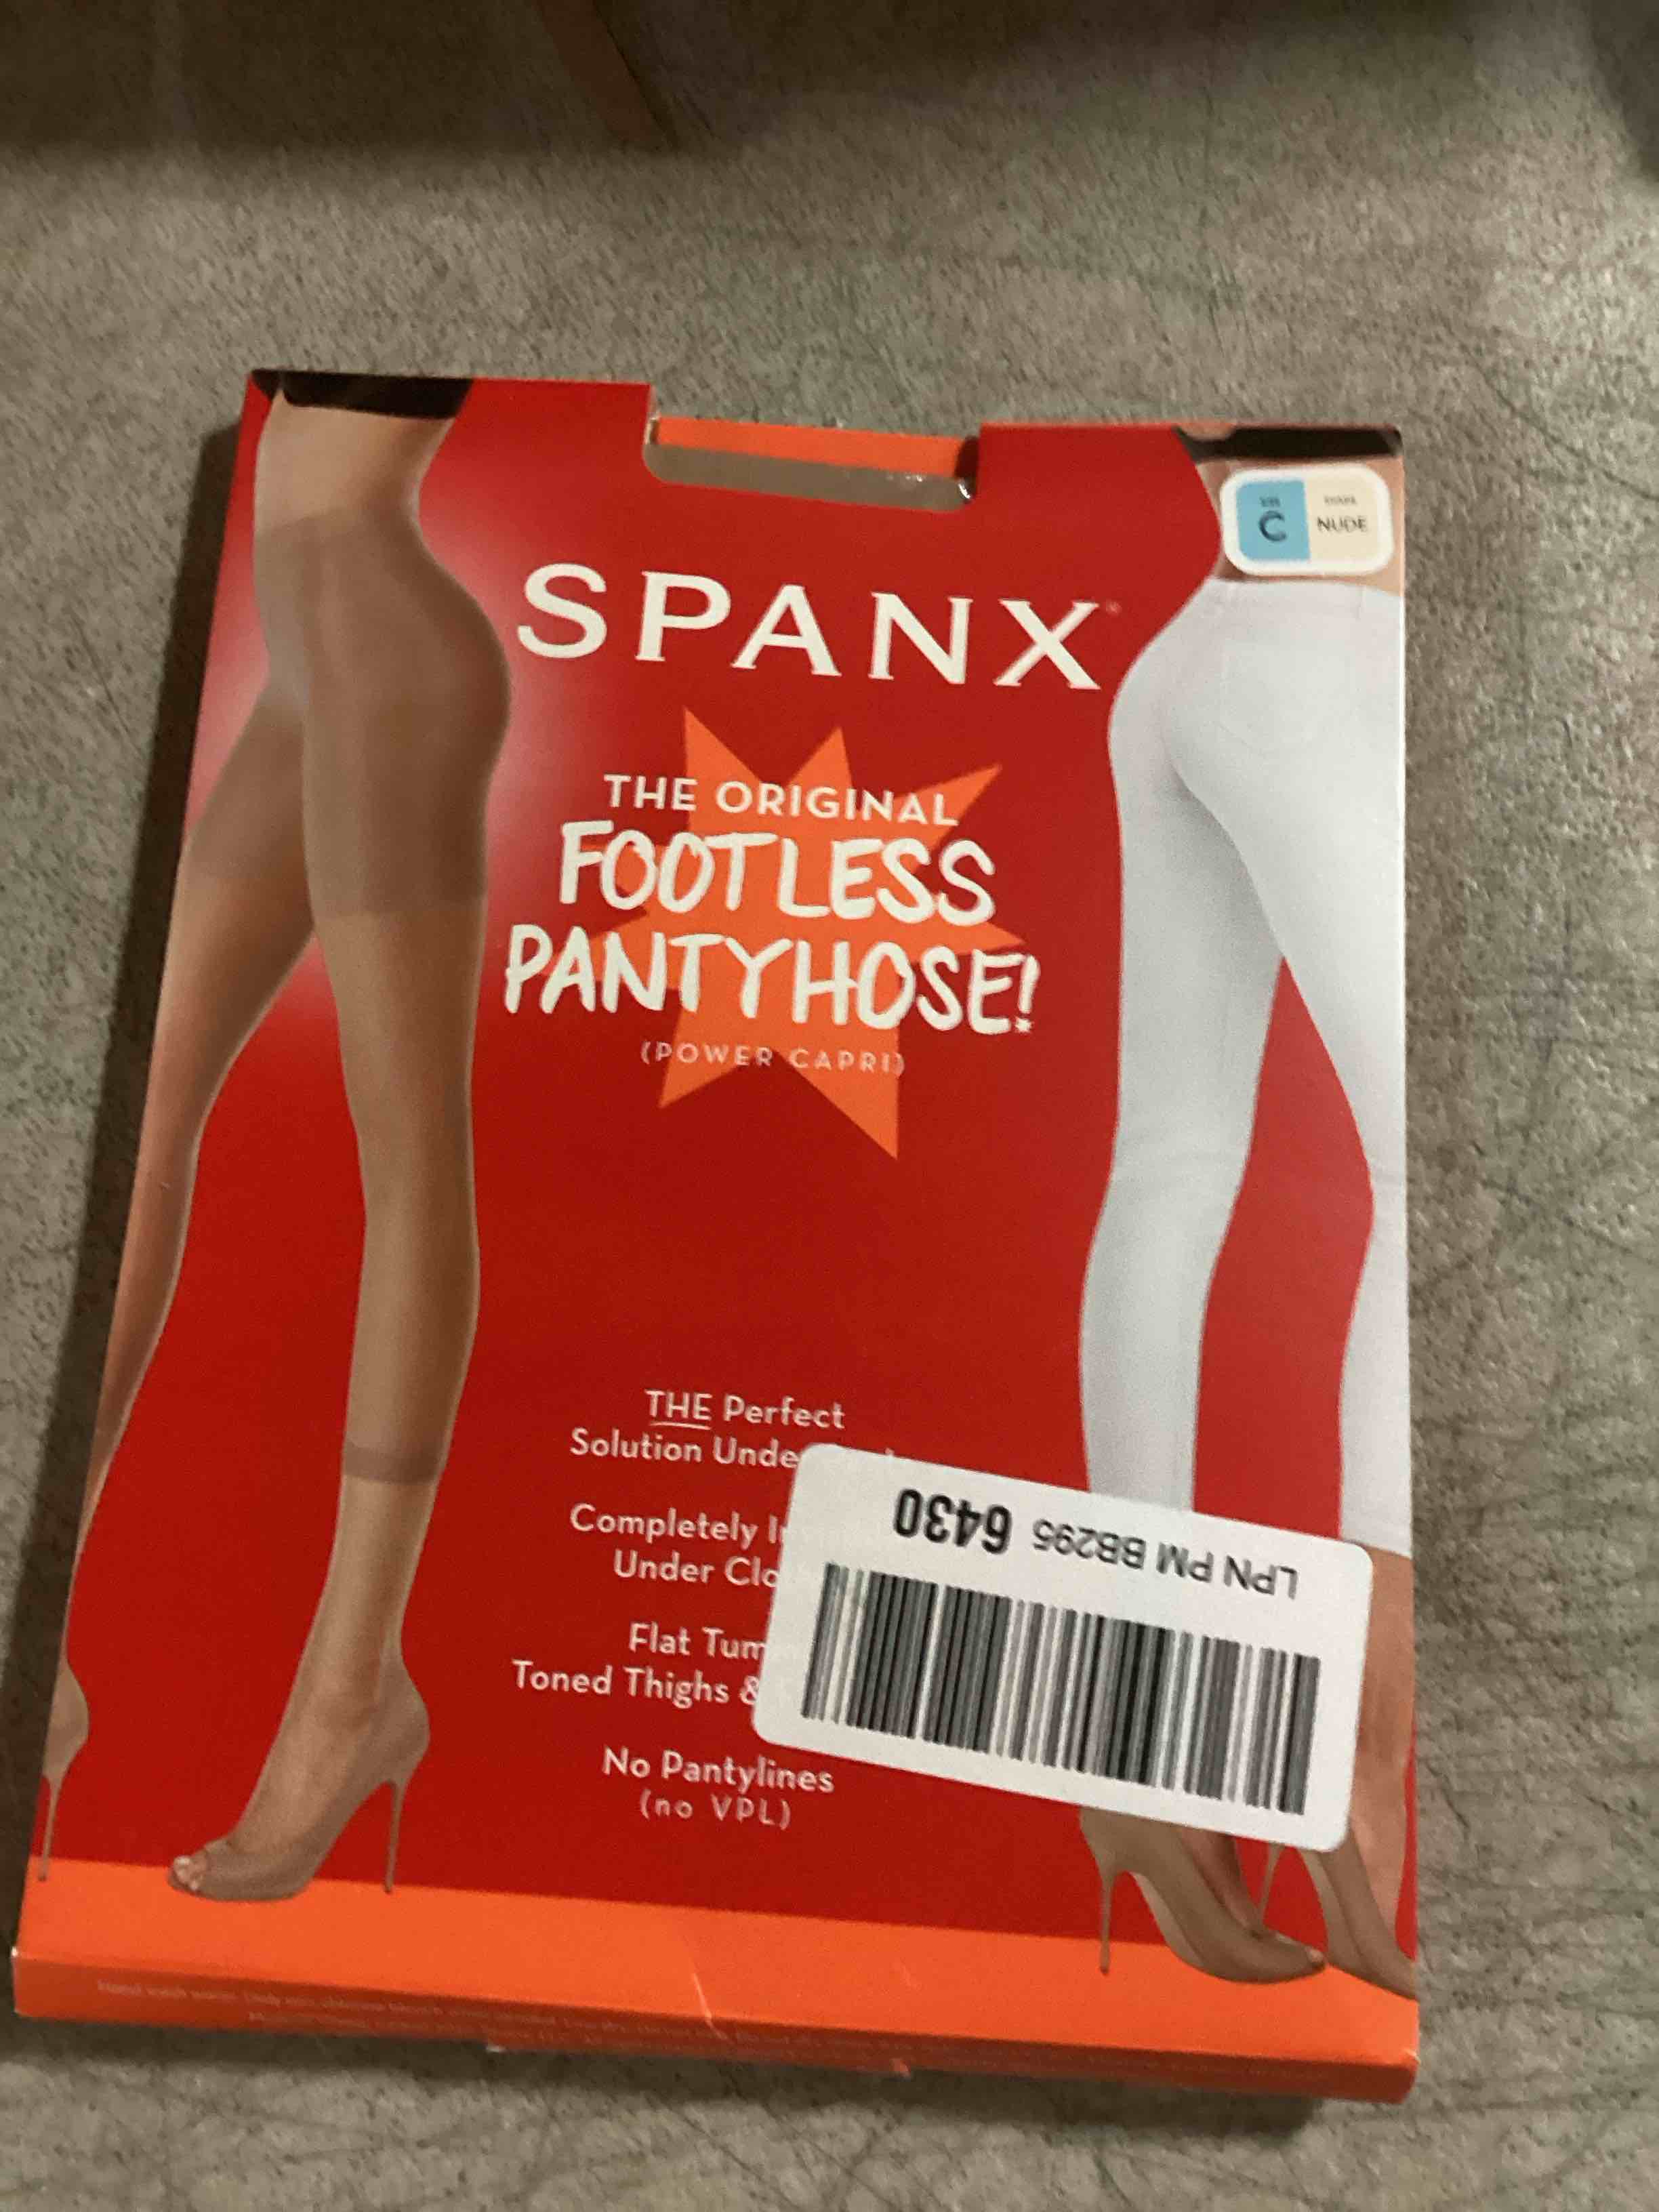 SIZE
C
SHADE
NUDE
SPANX®
THE ORIGINAL
FOOTLESS
PANTYHOSE!
(POWER CAPRI)
THE Perfect
Solution Unde
Completely I
Under Clo
Flat Tum
Toned Thighs &
No Pantylines
(no VPL)
LPN PM BB295 6430